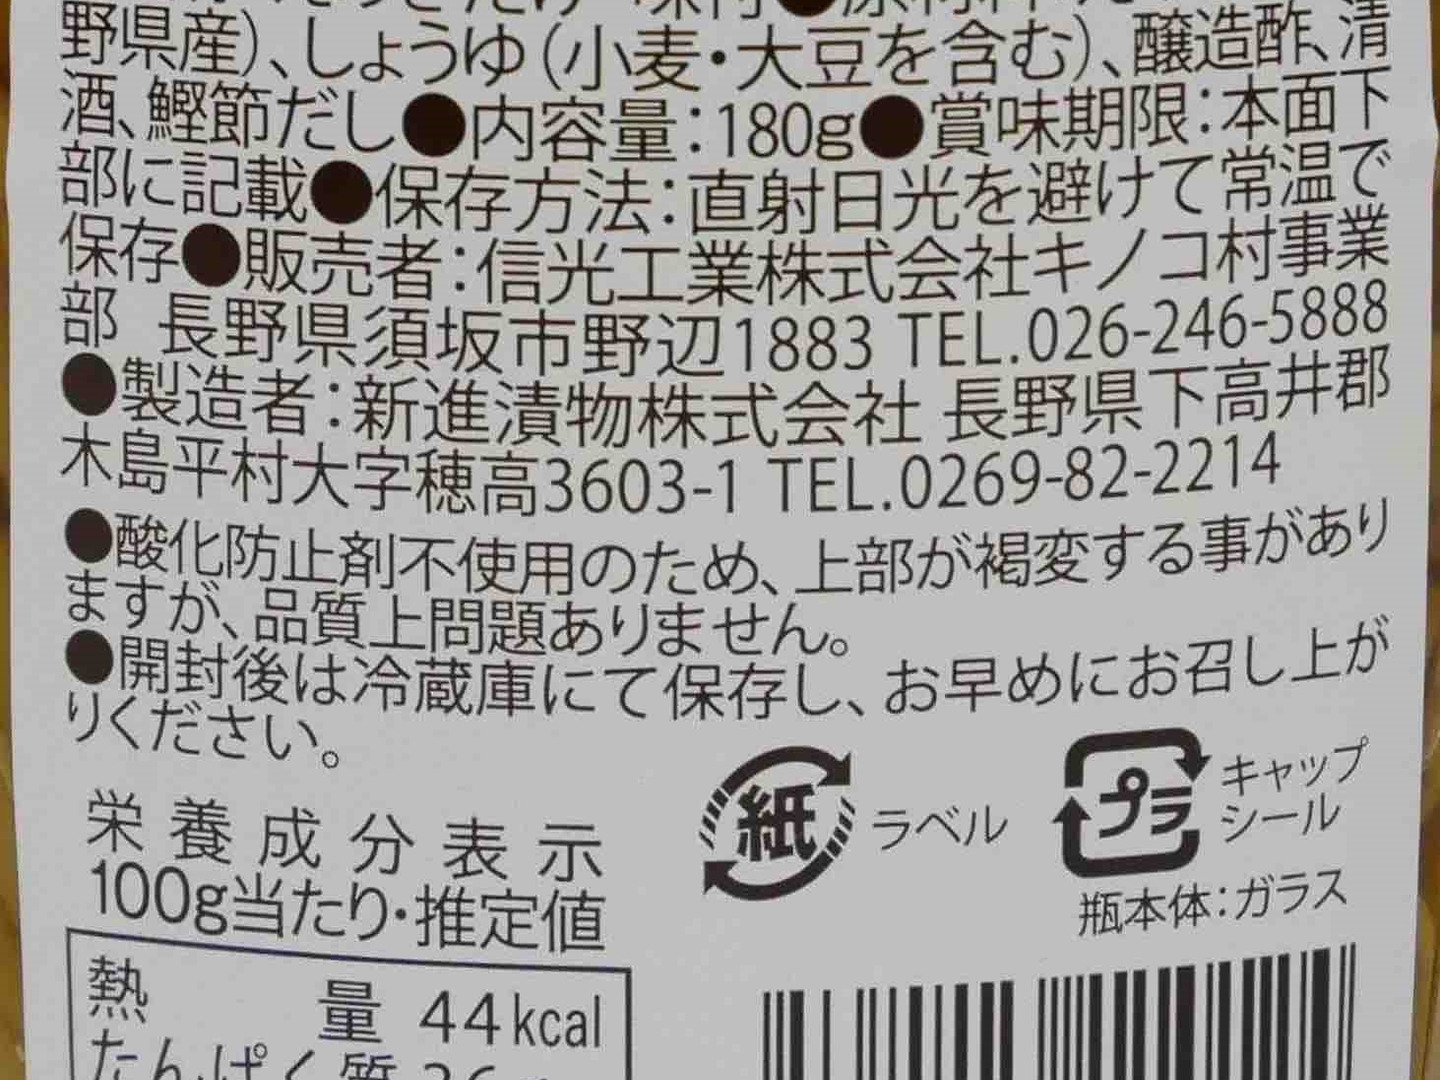 野県産)、しょうゆ(小麦・大豆を含む)、醸造酢、清
酒、鰹節だし●内容量:180g●賞味期限:本面下
部に記載●保存方法:直射日光を避けて常温で
保存●販売者:信光工業株式会社キノコ村事業
部 長野県須坂市野辺1883 TEL.026-246-5888
●製造者:新進漬物株式会社 長野県下高井郡
木島平村大字穂高3603-1 TEL.0269-82-2214
●酸化防止剤不使用のため、上部が褐変する事があり
ますが、品質上問題ありません。
●開封後は冷蔵庫にて保存し、お早めにお召し上が
りください。
紙 ラベル
プラ キャップ
シール
瓶本体:ガラス
栄養成分表示
100g当たり・推定値
熱量 44kcal
たんぱく質